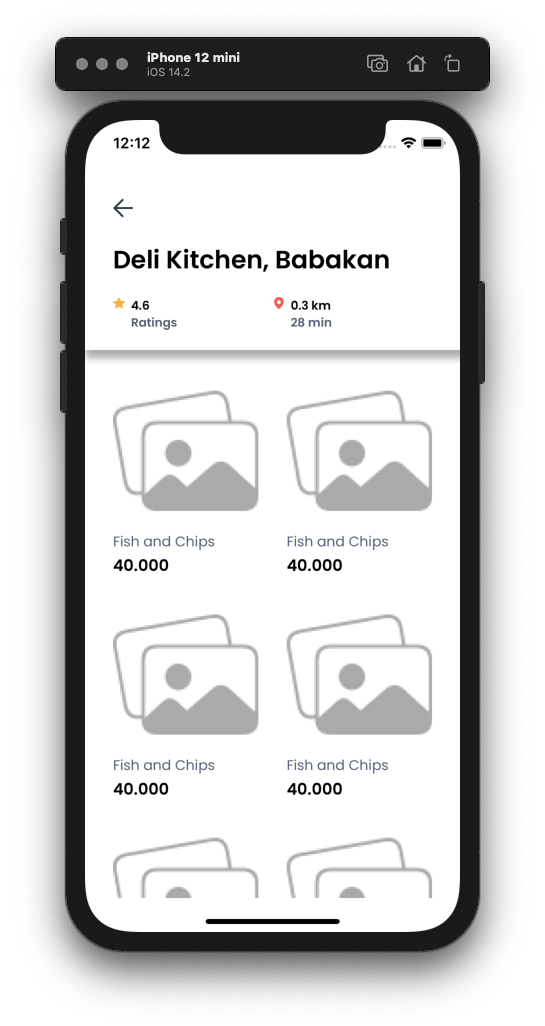 iPhone 12 mini
iOS 14.2
12:12
Deli Kitchen, Babakan
4.6
Ratings
0.3 km
28 min
Fish and Chips
40.000
Fish and Chips
40.000
Fish and Chips
40.000
Fish and Chips
40.000